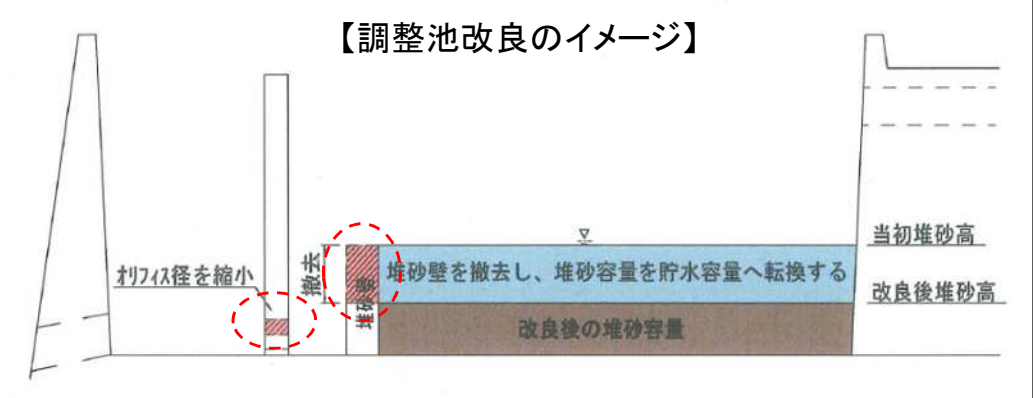 【調整池改良のイメージ】
当初堆砂高
堆砂壁を撤去し、堆砂容量を貯水容量へ転換する
撤去
オリフィス径を縮小
堆砂壁
改良後堆砂高
改良後の堆砂容量